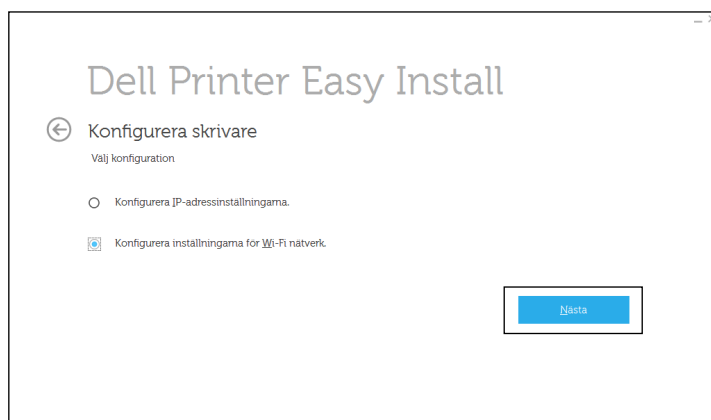 Dell Printer Easy Install
Konfigurera skrivare
Välj konfiguration
Konfigurera IP-adressinställningarna.
Konfigurera inställningarna för Wi-Fi nätverk.
Nästa